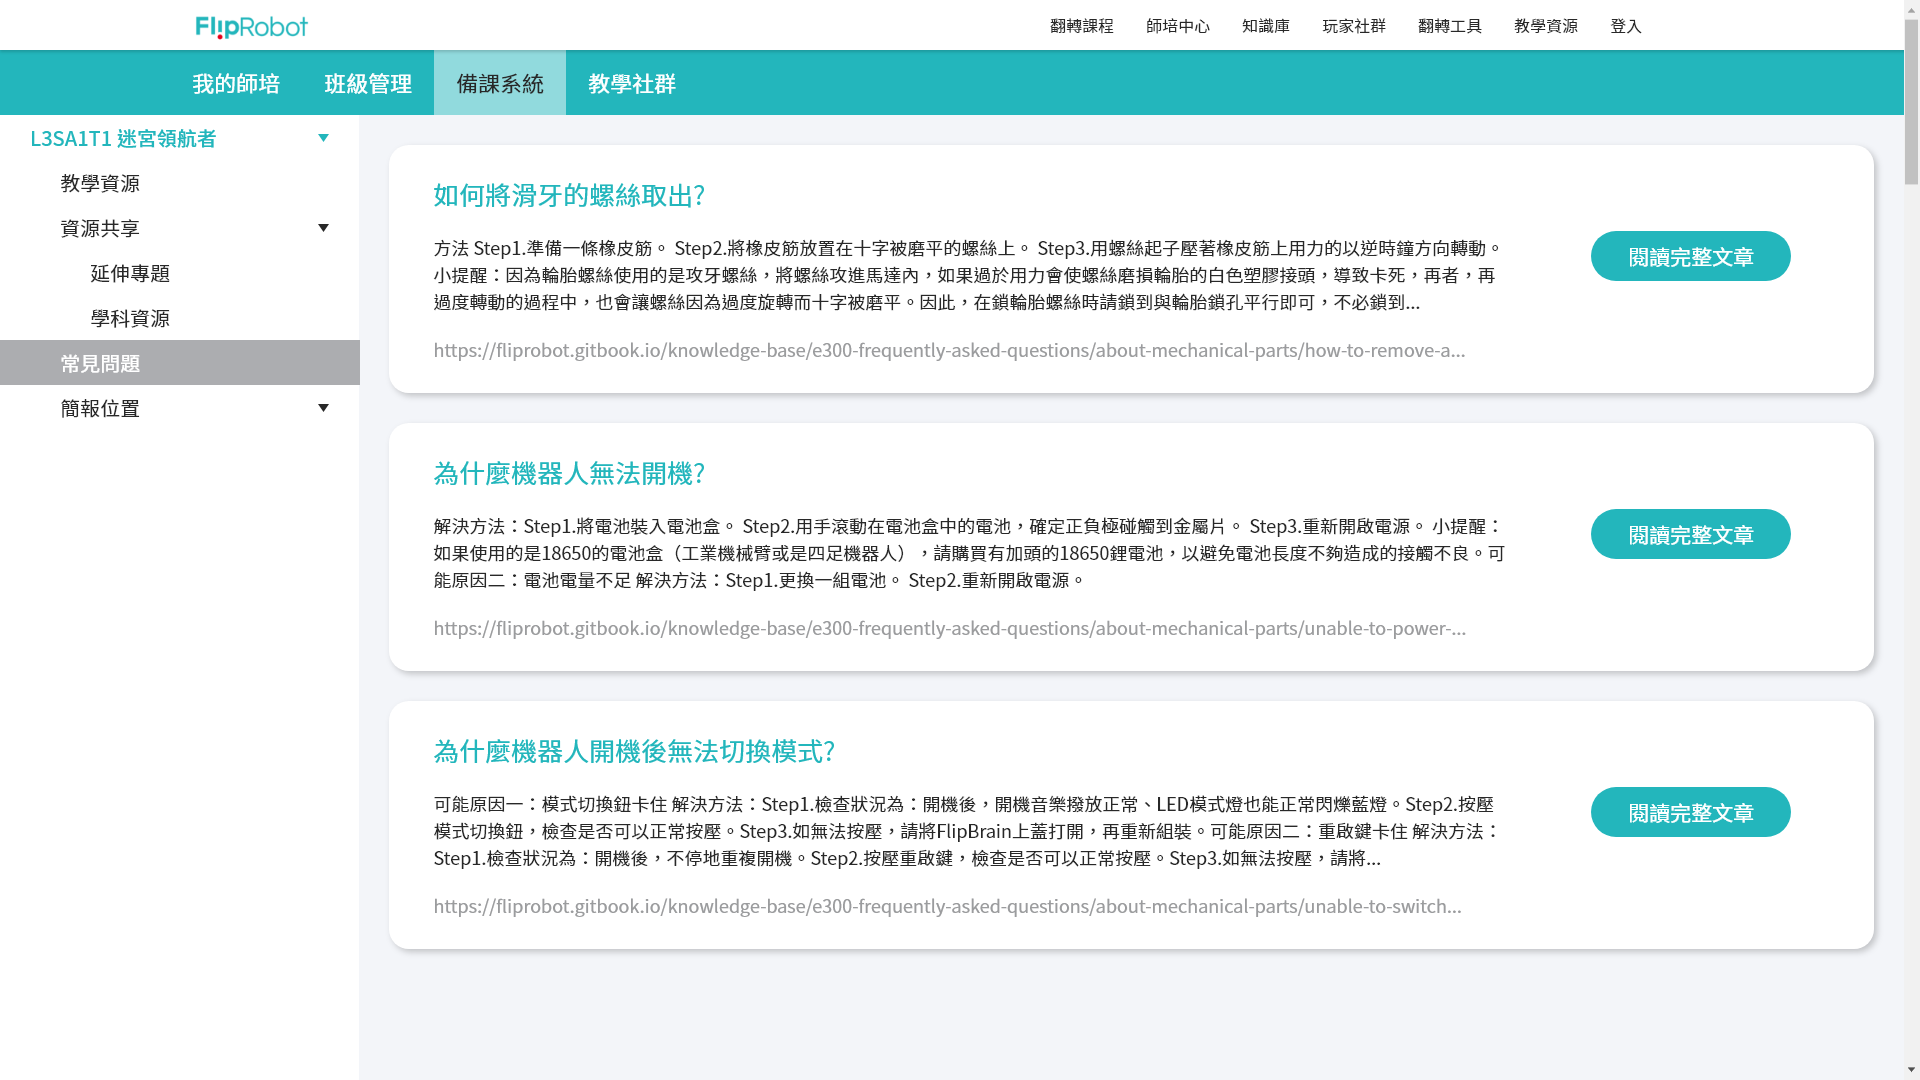 FlipRobot
翻轉課程 師培中心 知識庫 玩家社群 翻轉工具 教學資源 登入
我的師培 班級管理 備課系統 教學社群
L3SA1T1 迷宮領航者
教學資源
資源共享
延伸專題
學科資源
常見問題
簡報位置
如何將滑牙的螺絲取出?
方法 Step1.準備一條橡皮筋。 Step2.將橡皮筋放置在十字被磨平的螺絲上。 Step3.用螺絲起子壓著橡皮筋上用力的以逆時鐘方向轉動。
小提醒：因為輪胎螺絲使用的是攻牙螺絲，將螺絲攻進馬達內，如果過於用力會使螺絲磨損輪胎的白色塑膠接頭，導致卡死，再者，再
過度轉動的過程中，也會讓螺絲因為過度旋轉而十字被磨平。因此，在鎖輪胎螺絲時請鎖到與輪胎鎖孔平行即可，不必鎖到...
https://fliprobot.gitbook.io/knowledge-base/e300-frequently-asked-questions/about-mechanical-parts/how-to-remove-a...
閱讀完整文章
為什麼機器人無法開機?
解決方法：Step1.將電池裝入電池盒。 Step2.用手滾動在電池盒中的電池，確定正負極碰觸到金屬片。 Step3.重新開啟電源。 小提醒：
如果使用的是18650的電池盒（工業機械臂或是四足機器人），請購買有加頭的18650鋰電池，以避免電池長度不夠造成的接觸不良。可
能原因二：電池電量不足 解決方法：Step1.更換一組電池。 Step2.重新開啟電源。
https://fliprobot.gitbook.io/knowledge-base/e300-frequently-asked-questions/about-mechanical-parts/unable-to-power-...
閱讀完整文章
為什麼機器人開機後無法切換模式?
可能原因一：模式切換鈕卡住 解決方法：Step1.檢查狀況為：開機後，開機音樂撥放正常、LED模式燈也能正常閃爍藍燈。Step2.按壓
模式切換鈕，檢查是否可以正常按壓。Step3.如無法按壓，請將FlipBrain上蓋打開，再重新組裝。可能原因二：重啟鍵卡住 解決方法：
Step1.檢查狀況為：開機後，不停地重複開機。Step2.按壓重啟鍵，檢查是否可以正常按壓。Step3.如無法按壓，請將...
https://fliprobot.gitbook.io/knowledge-base/e300-frequently-asked-questions/about-mechanical-parts/unable-to-switch...
閱讀完整文章